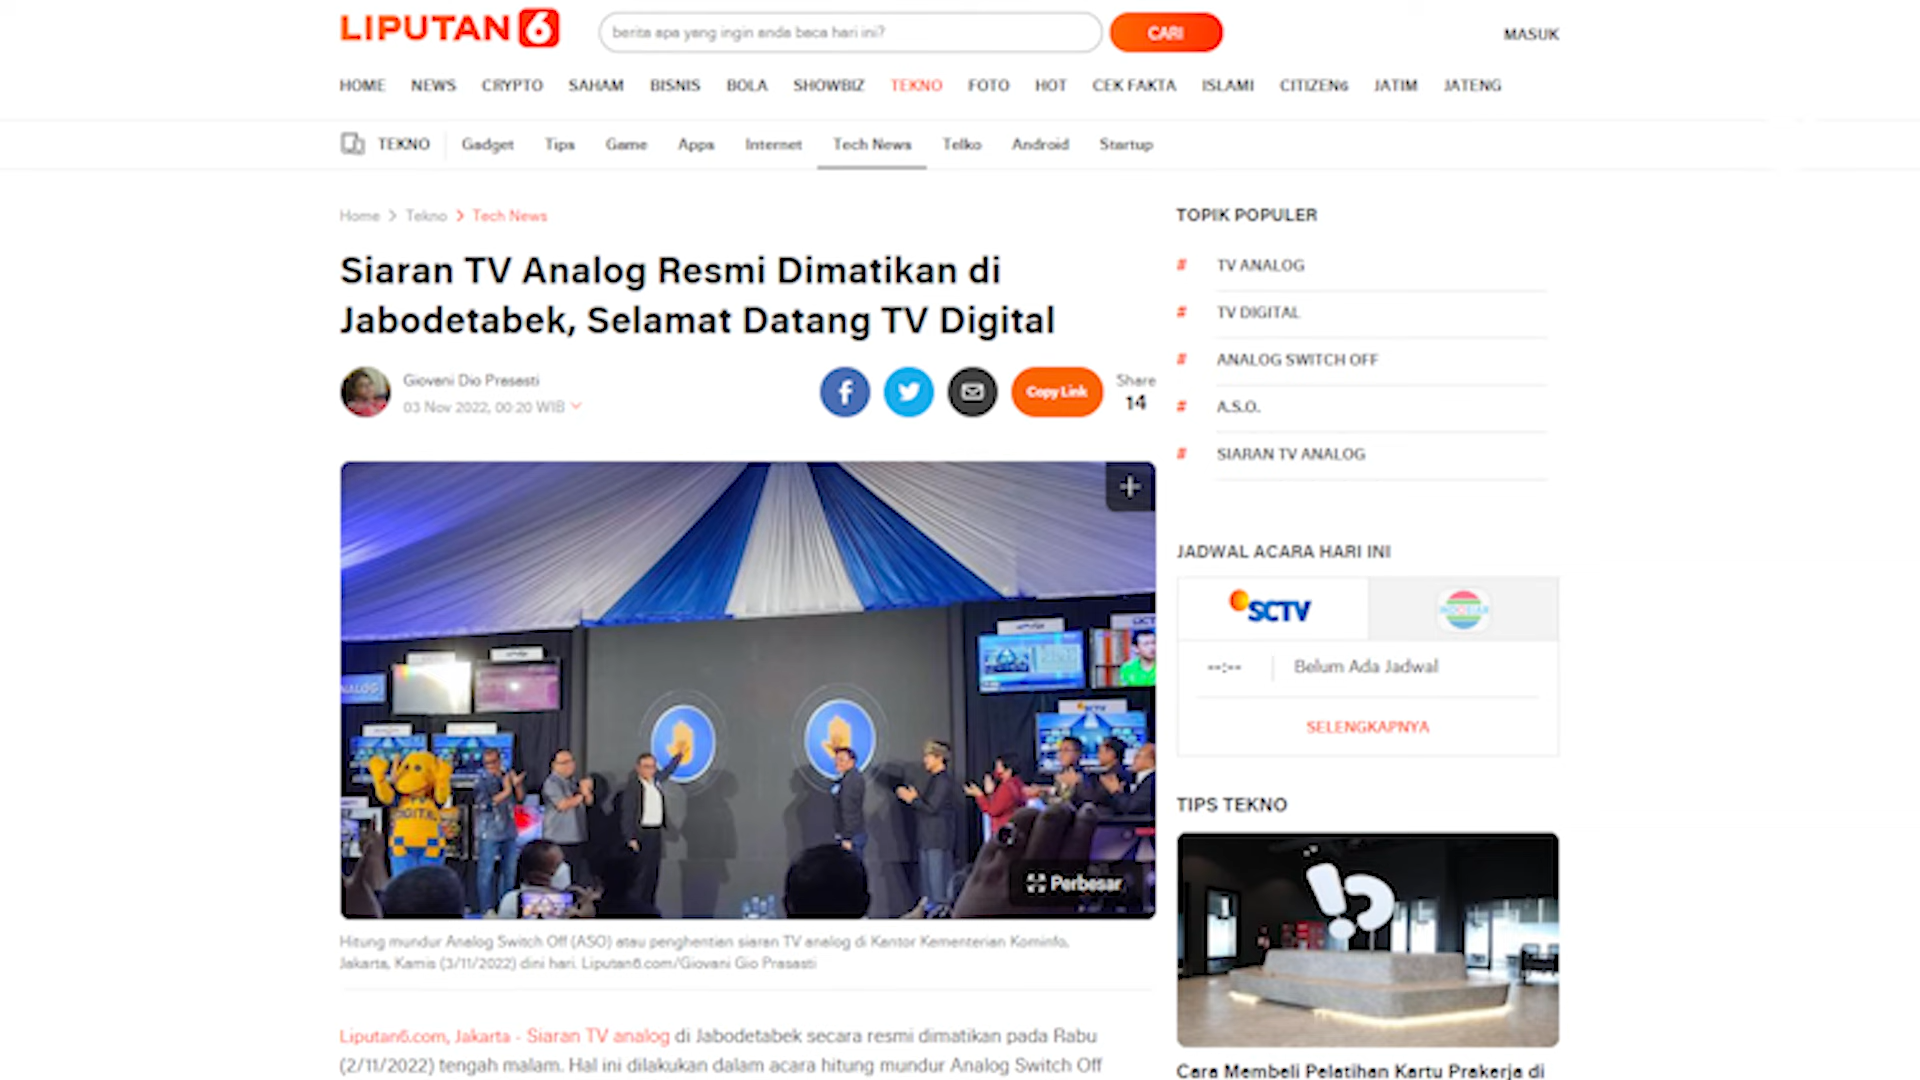 LIPUTAN 6
berita apa yang ingin anda baca hari ini?
CARI
MASUK
HOME NEWS CRYPTO SAHAM BISNIS BOLA SHOWBIZ TEKNO FOTO HOT CEK FAKTA ISLAMI CITIZEN6 JATIM JATENG
TEKNO Gadget Tips Game Apps Internet Tech News Telko Android Startup
Home > Tekno > Tech News
Siaran TV Analog Resmi Dimatikan di
Jabodetabek, Selamat Datang TV Digital
Giovani Dio Prasasti
03 Nov 2022, 00:20 WIB
Copy Link
Share
14
DIGITAL
SCTV
Perbesar
Hitung mundur Analog Switch Off (ASO) atau penghentian siaran TV analog di Kantor Kementerian Kominfo,
Jakarta, Kamis (3/11/2022) dini hari. Liputan6.com/Giovani Gio Prasasti
Liputan6.com, Jakarta - Siaran TV analog di Jabodetabek secara resmi dimatikan pada Rabu
(2/11/2022) tengah malam. Hal ini dilakukan dalam acara hitung mundur Analog Switch Off
TOPIK POPULER
# TV ANALOG
# TV DIGITAL
# ANALOG SWITCH OFF
# A.S.O.
# SIARAN TV ANALOG
JADWAL ACARA HARI INI
SCTV
INDOSIAR
--:-- Belum Ada Jadwal
SELENGKAPNYA
TIPS TEKNO
Cara Membeli Pelatihan Kartu Prakerja di